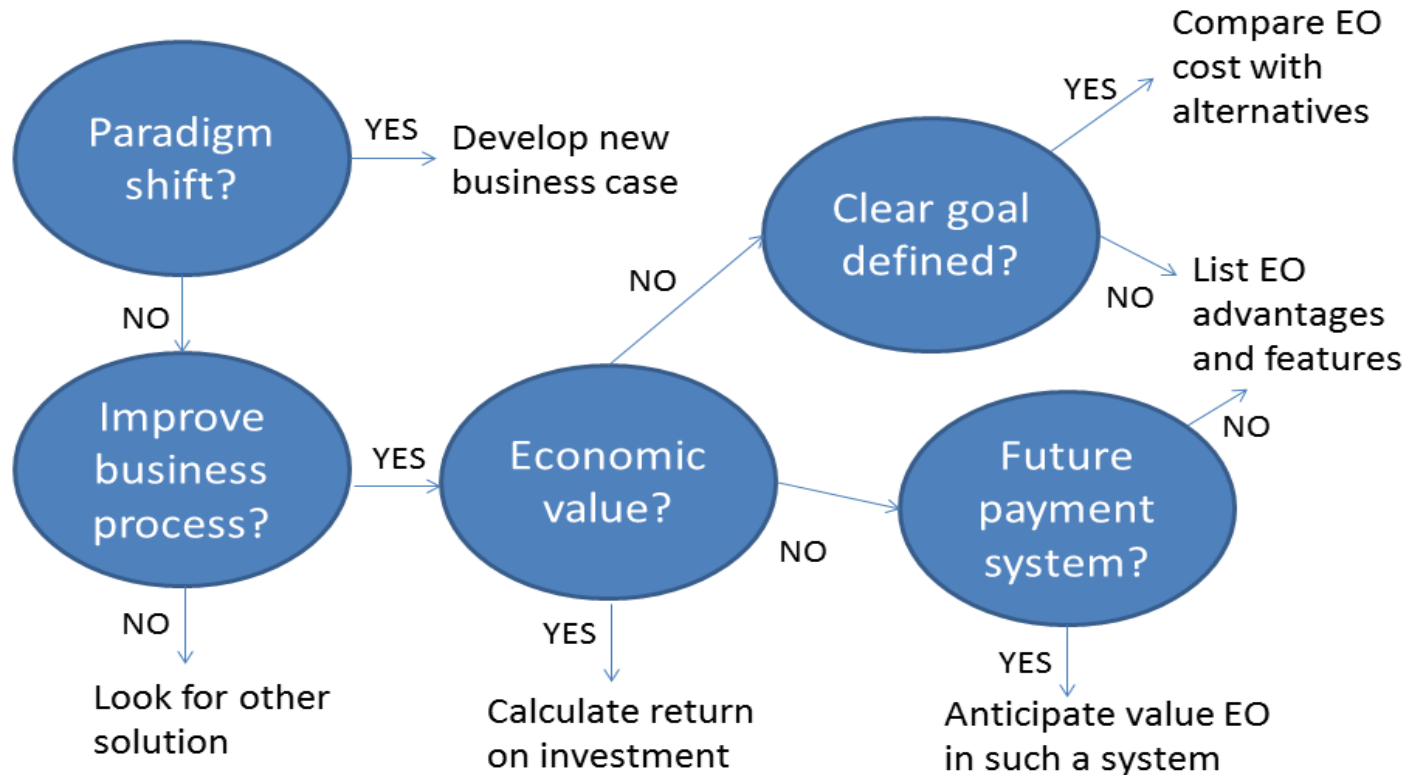 Paradigm
shift?
YES
Develop new
business case
NO
Improve
business
process?
YES
NO
Look for other
solution
Economic
value?
NO
NO
YES
Calculate return
on investment
Clear goal
defined?
YES
Compare EO
cost with
alternatives
NO
List EO
advantages
and features
Future
payment
system?
NO
YES
Anticipate value EO
in such a system